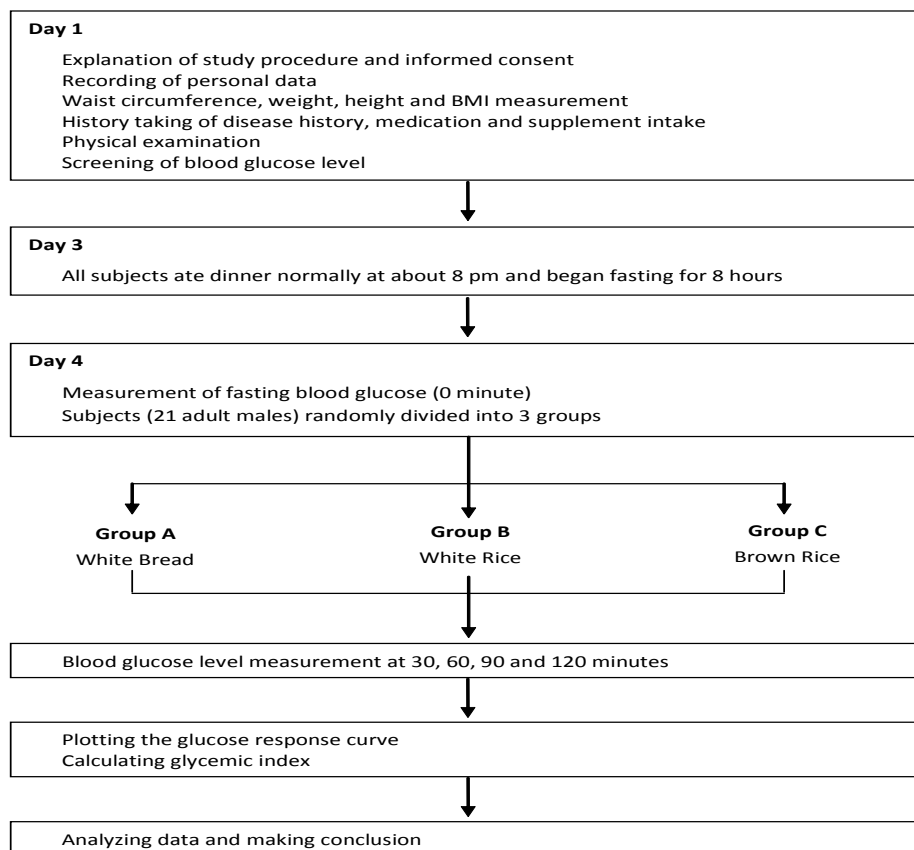 Day 1
Explanation of study procedure and informed consent
Recording of personal data
Waist circumference, weight, height and BMI measurement
History taking of disease history, medication and supplement intake
Physical examination
Screening of blood glucose level
Day 3
All subjects ate dinner normally at about 8 pm and began fasting for 8 hours
Day 4
Measurement of fasting blood glucose (0 minute)
Subjects (21 adult males) randomly divided into 3 groups
Group A
White Bread
Group B
White Rice
Group C
Brown Rice
Blood glucose level measurement at 30, 60, 90 and 120 minutes
Plotting the glucose response curve
Calculating glycemic index
Analyzing data and making conclusion